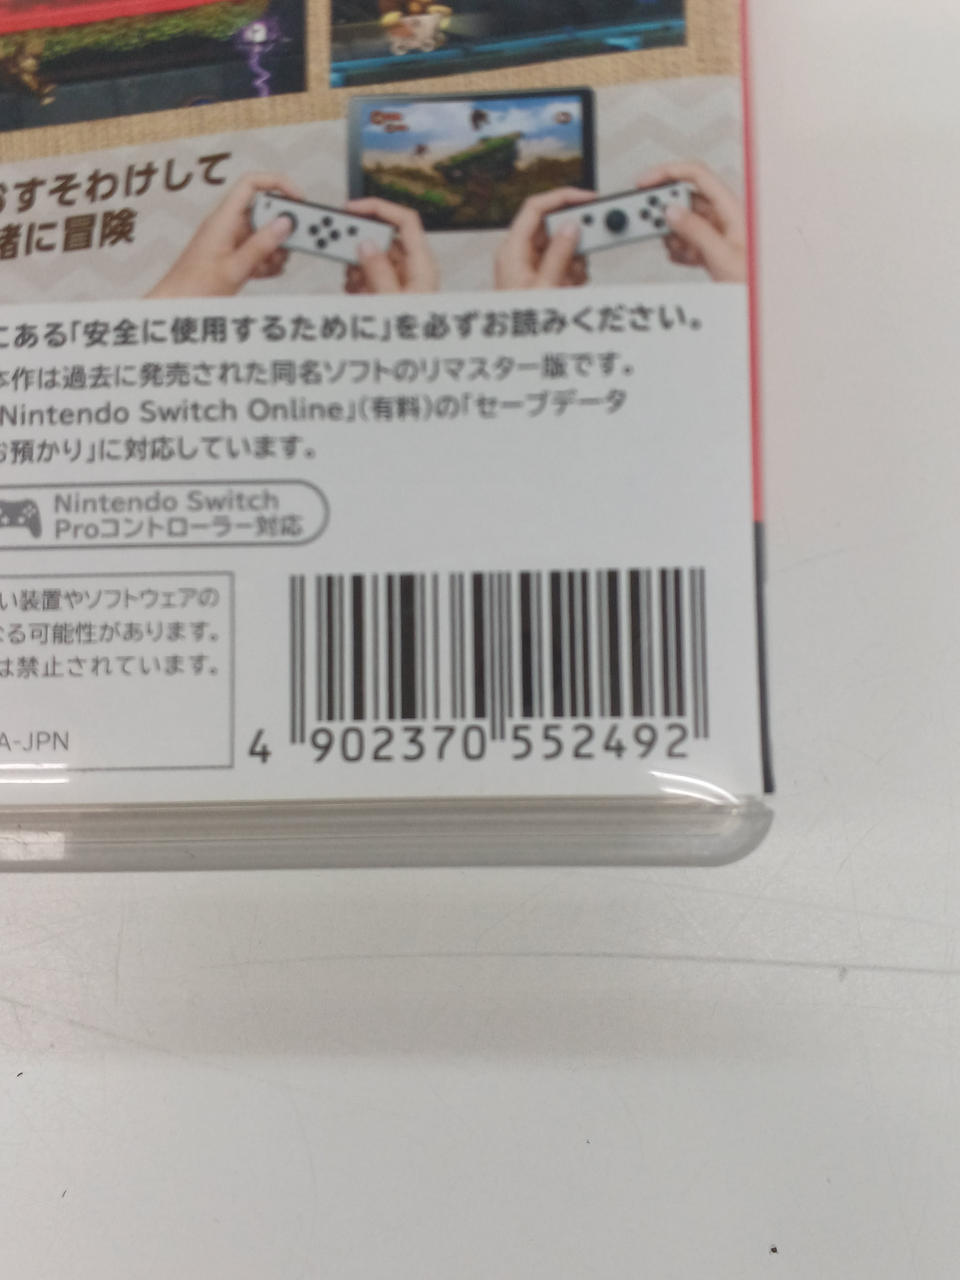 おすそわけして
緒に冒険
にある「安全に使用するために」を必ずお読みください。
本作は過去に発売された同名ソフトのリマスター版です。
Nintendo Switch Online」(有料)の「セーブデータ
お預かり」に対応しています。
Nintendo Switch
Proコントローラー対応
い装置やソフトウェアの
なる可能性があります。
は禁止されています。
A-JPN
4 902370 552492